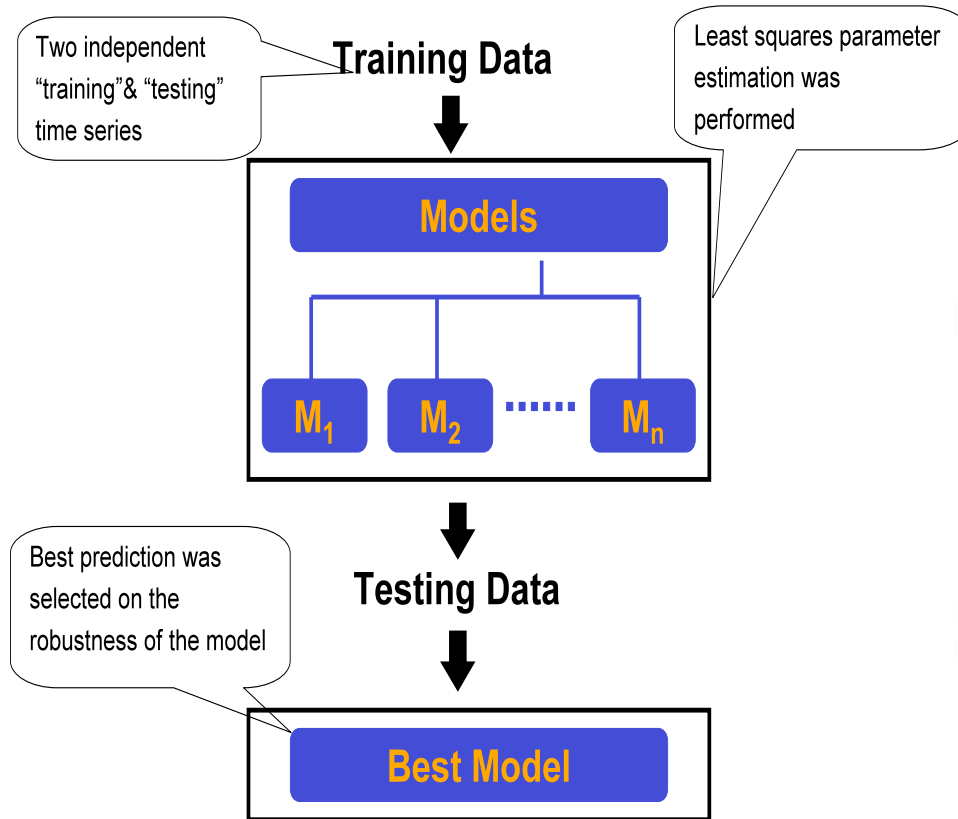 Two independent
“training”& “testing”
time series
Training Data
Least squares parameter
estimation was
performed
Models
M1
M2
Mn
Testing Data
Best prediction was
selected on the
robustness of the model
Best Model